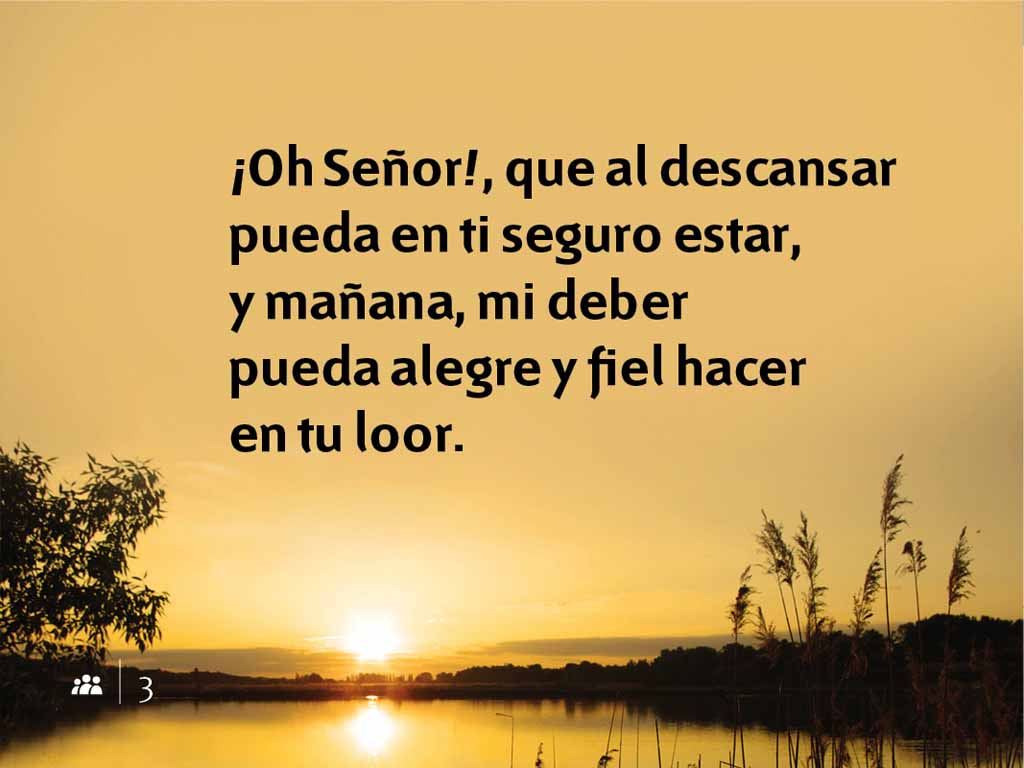 ¡Oh Señor!, que al descansar
pueda en ti seguro estar,
y mañana, mi deber
pueda alegre y fiel hacer
en tu loor.
3